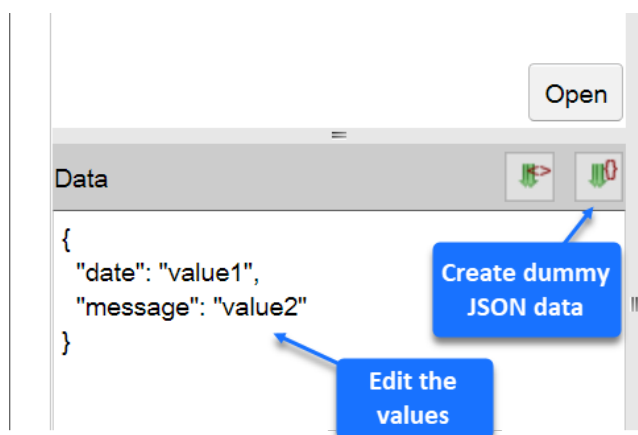 Open
Data
<>
{}
{
"date": "value1",
"message": "value2"
}
Create dummy
JSON data
Edit the
values